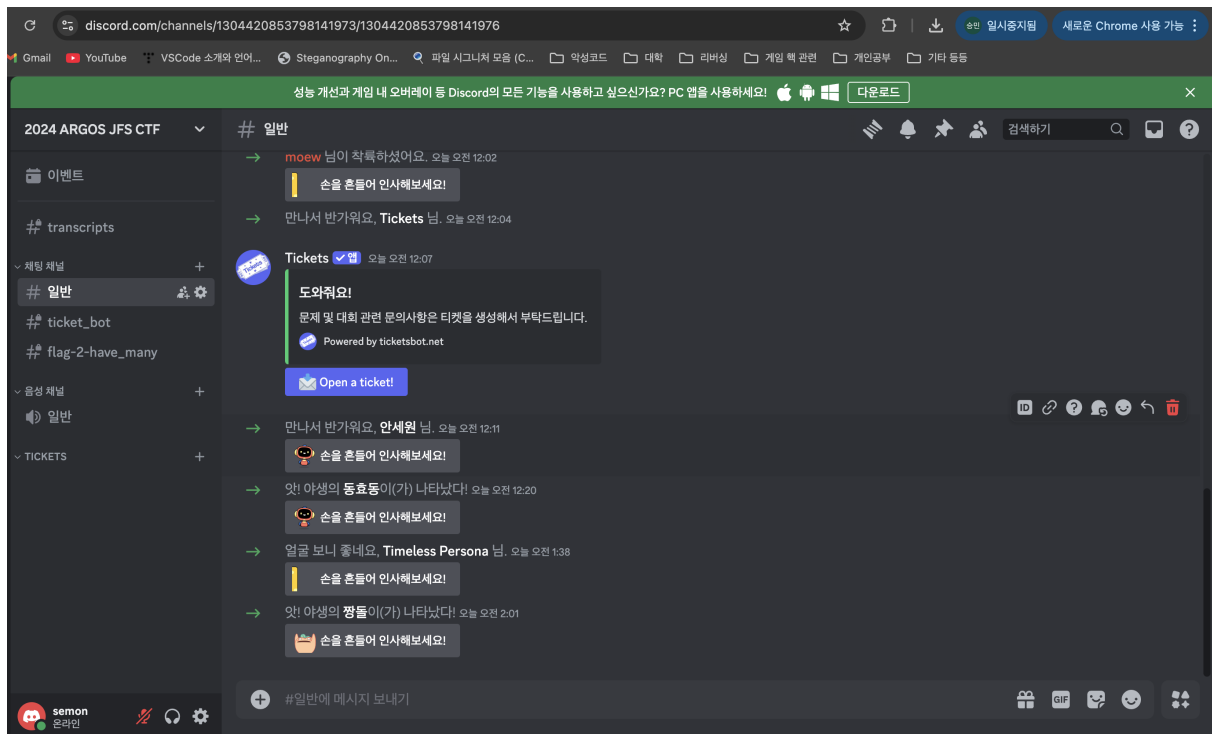 discord.com/channels/1304420853798141973/1304420853798141976
승민 일시중지됨
새로운 Chrome 사용 가능
Gmail YouTube VSCode 소개와 언어... Steganography On... 파일 시그니처 모음 (C... 악성코드 대학 리버싱 게임 핵 관련 개인공부 기타 등등
성능 개선과 게임 내 오버레이 등 Discord의 모든 기능을 사용하고 싶으신가요? PC 앱을 사용하세요! 다운로드
2024 ARGOS JFS CTF
이벤트
transcripts
채팅 채널
일반
ticket_bot
flag-2-have_many
음성 채널
일반
TICKETS
semon
온라인
일반
검색하기
moew 님이 착륙하셨어요. 오늘 오전 12:02
손을 흔들어 인사해보세요!
만나서 반가워요, Tickets 님. 오늘 오전 12:04
Tickets 앱 오늘 오전 12:07
도와줘요!
문제 및 대회 관련 문의사항은 티켓을 생성해서 부탁드립니다.
Powered by ticketsbot.net
Open a ticket!
ID
만나서 반가워요, 안세원 님. 오늘 오전 12:11
손을 흔들어 인사해보세요!
앗! 야생의 동효동이(가) 나타났다! 오늘 오전 12:20
손을 흔들어 인사해보세요!
얼굴 보니 좋네요, Timeless Persona 님. 오늘 오전 1:38
손을 흔들어 인사해보세요!
앗! 야생의 짱돌이(가) 나타났다! 오늘 오전 2:01
손을 흔들어 인사해보세요!
#일반에 메시지 보내기
GIF